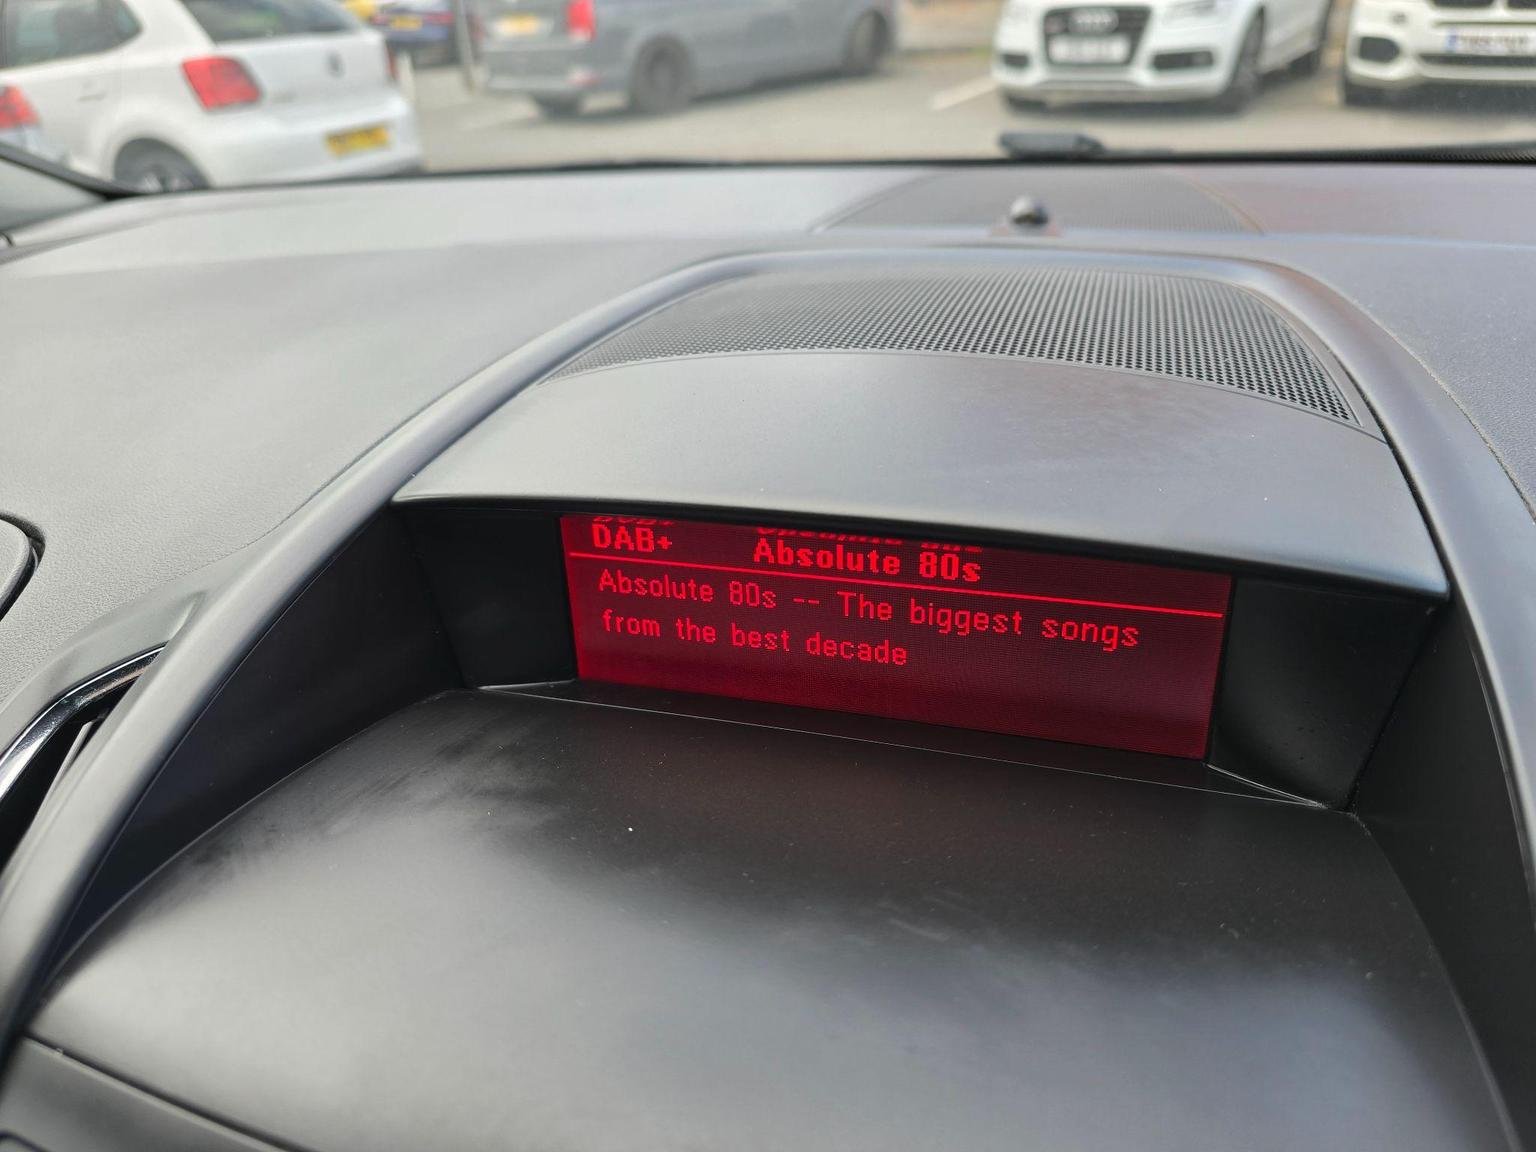 DAB+ Absolute 80s
Absolute 80s -- The biggest songs
from the best decade